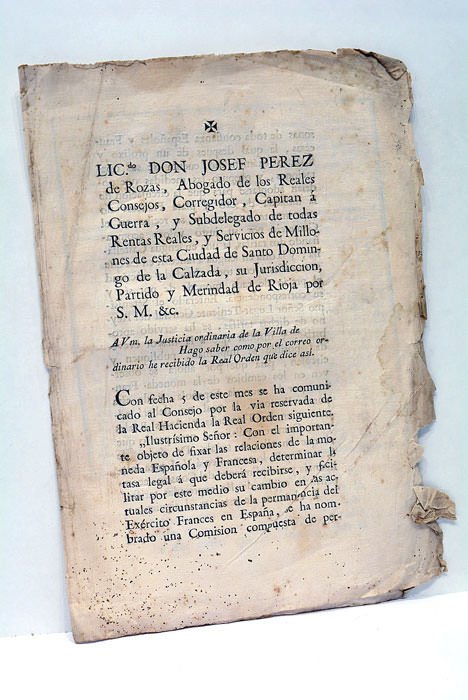 ✠
LIC.do DON JOSEF PEREZ
de Rozas, Abogado de los Reales
Consejos, Corregidor, Capitan á
Guerra, y Subdelegado de todas
Rentas Reales, y Servicios de Millo-
nes de esta Ciudad de Santo Domin-
go de la Calzada, su Jurisdiccion,
Partido y Merindad de Rioja por
S. M. &c.
A Vm. la Justicia ordinaria de la Villa de
Hago saber como por el correo or-
dinario he recibido la Real Orden que dice asi.
Con fecha 5 de este mes se ha comuni-
cado al Consejo por la via reservada de
la Real Hacienda la Real Orden siguiente.
„Ilustrísimo Señor: Con el importan-
te objeto de fixar las relaciones de la mo-
neda Española y Francesa, determinar la
tasa legal á que deberá recibirse, y faci-
litar por este medio su cambio en las ac-
tuales circunstancias de la permanencia del
Exército Frances en España, se ha nom-
brado una Comision compuesta de per-